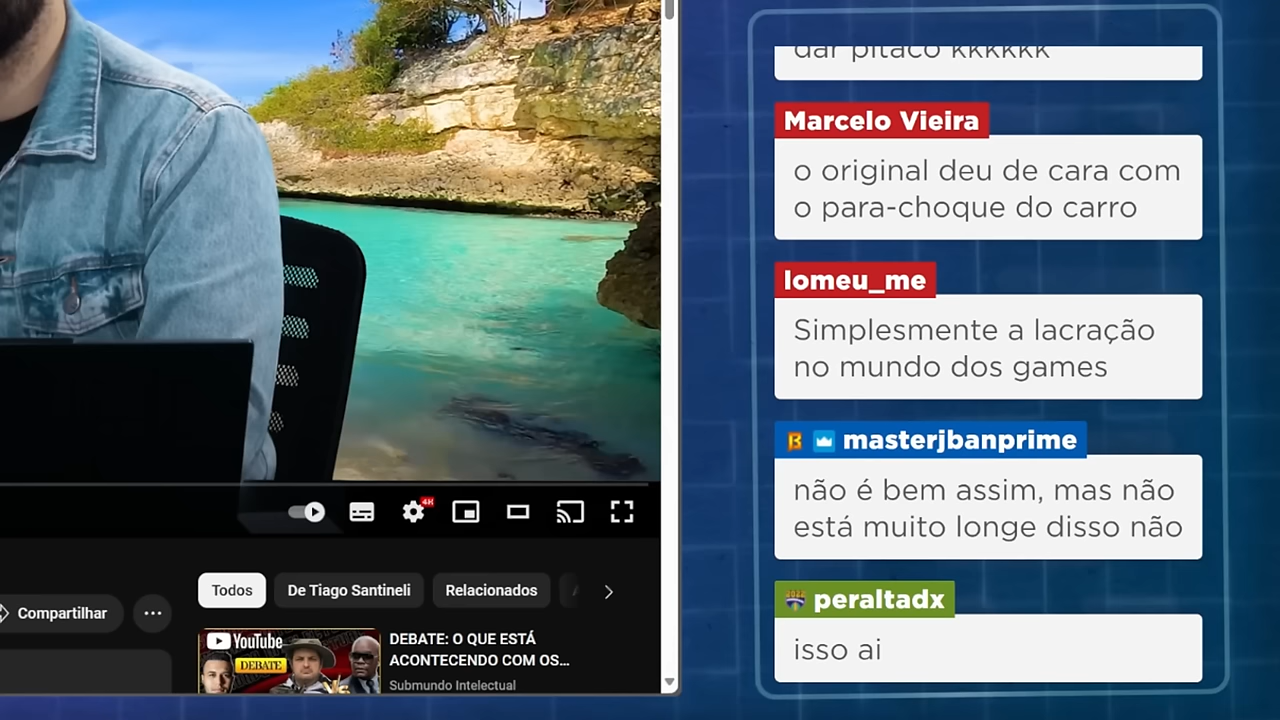 4K
Compartilhar
Todos
De Tiago Santineli
Relacionados
YouTube
DEBATE
DEBATE: O QUE ESTÁ
ACONTECENDO COM OS...
Submundo Intelectual
dar pitaco kkkkkk
Marcelo Vieira
o original deu de cara com
o para-choque do carro
lomeu_me
Simplesmente a lacração
no mundo dos games
masterjbanprime
não é bem assim, mas não
está muito longe disso não
2022
peraltadx
isso ai